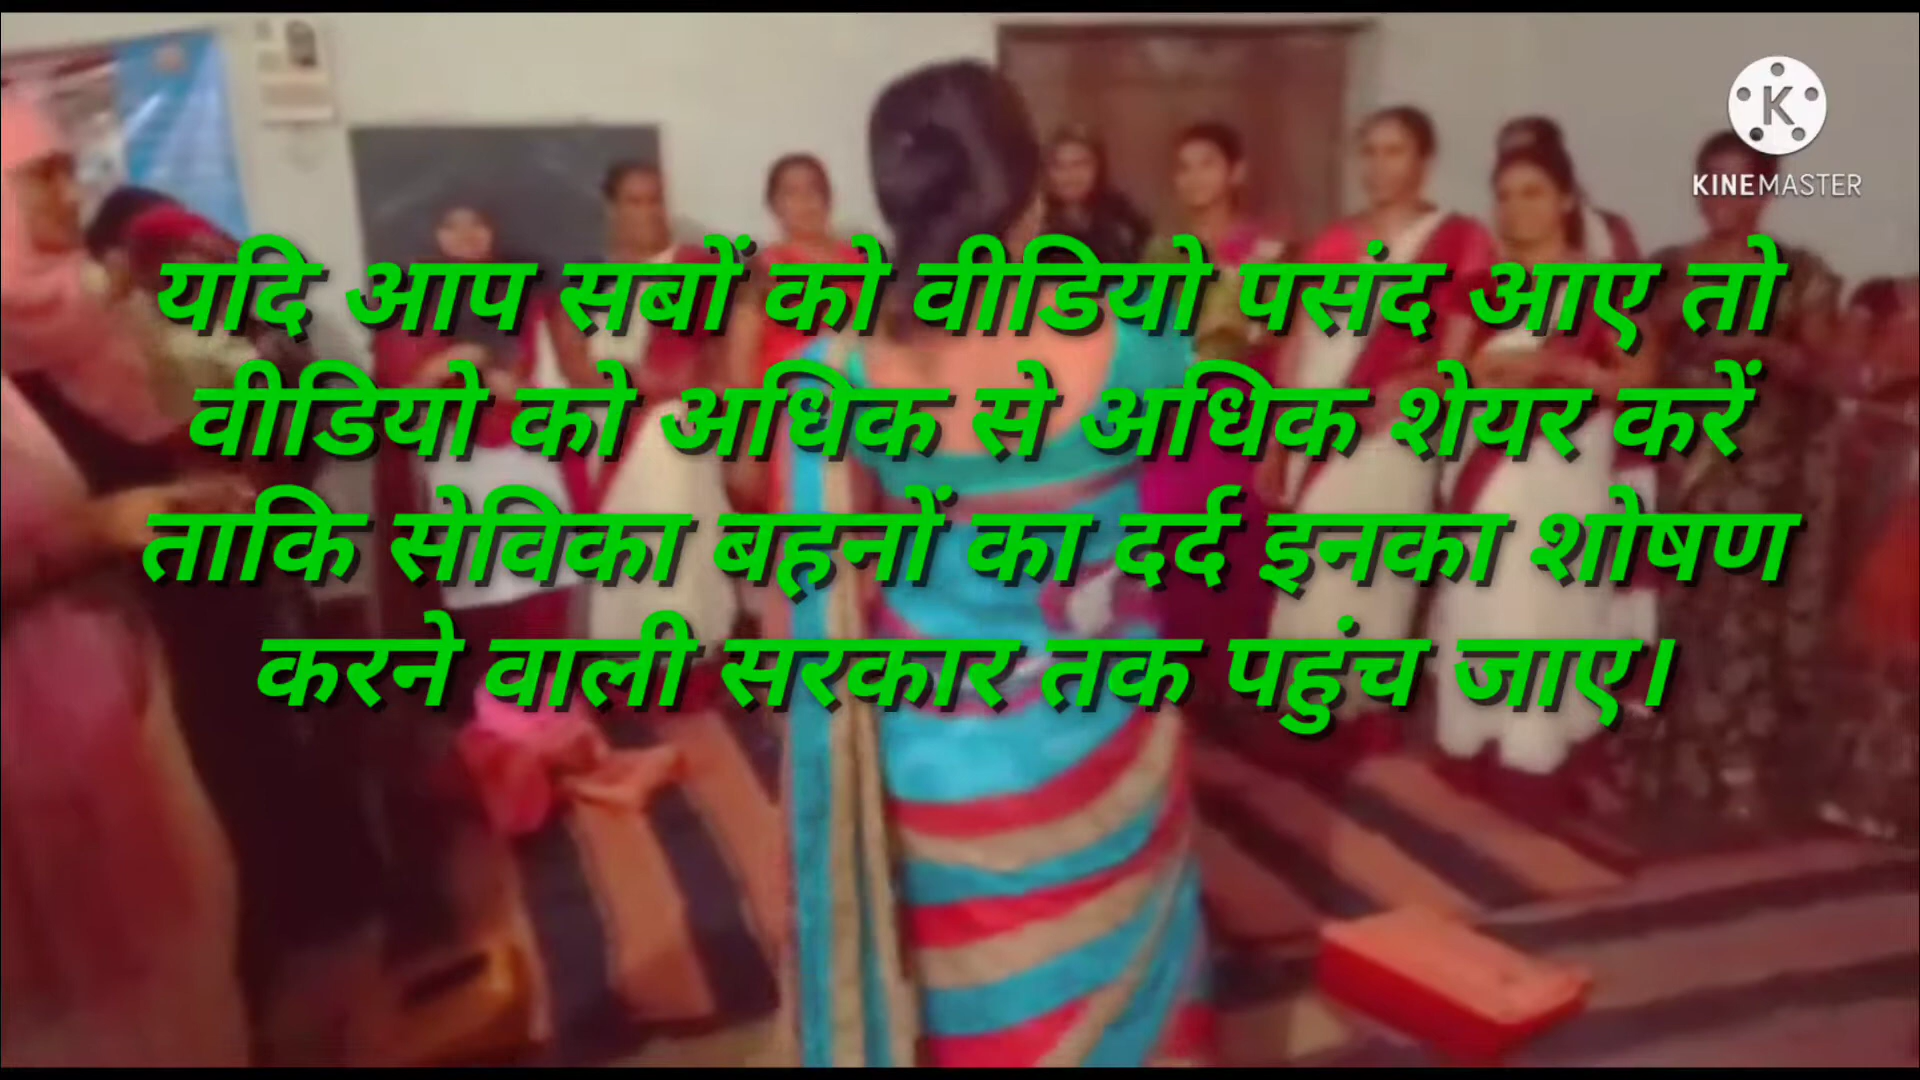 KINEMASTER
यदि आप सबों को वीडियो पसंद आए तो
वीडियो को अधिक से अधिक शेयर करें
ताकि सेविका बहनों का दर्द इनका शोषण
करने वाली सरकार तक पहुंच जाए।